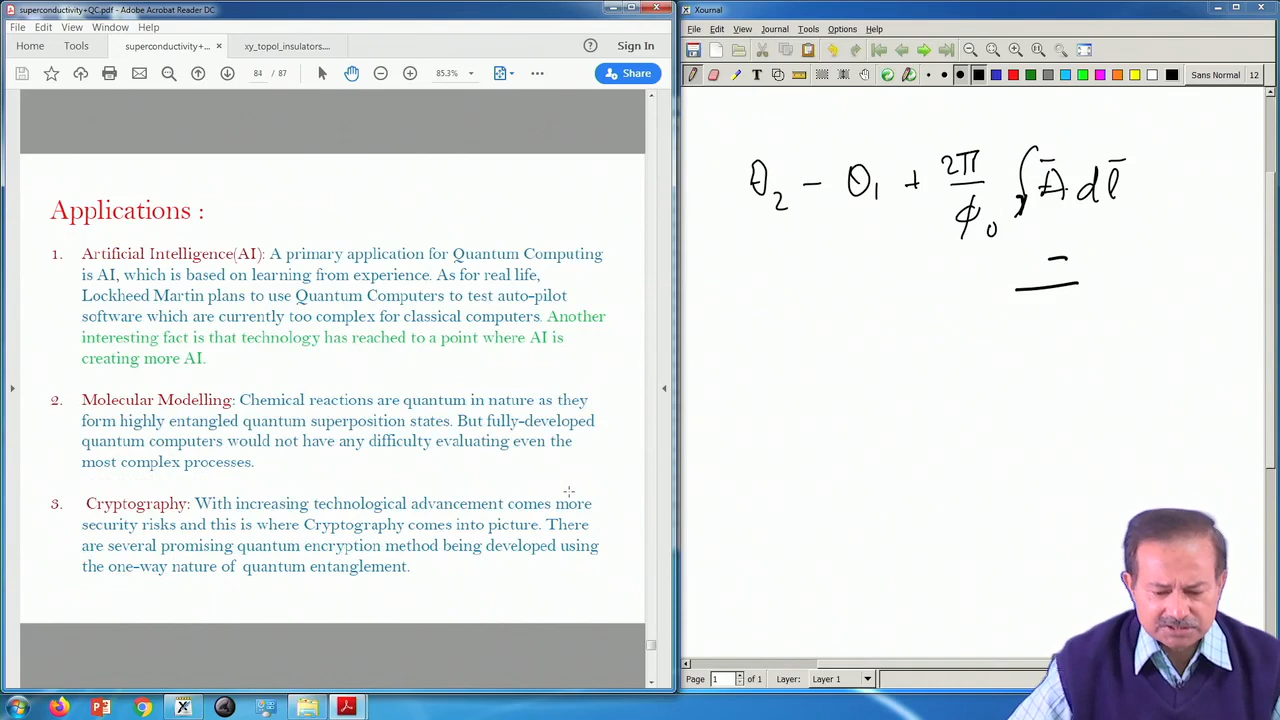 superconductivity+QC.pdf - Adobe Acrobat Reader DC
File Edit View Window Help
Home Tools superconductivity+... × xy_topol_insulators.... Sign In
84 / 87 85.3% Share
Applications :
1. Artificial Intelligence(AI): A primary application for Quantum Computing
is AI, which is based on learning from experience. As for real life,
Lockheed Martin plans to use Quantum Computers to test auto-pilot
software which are currently too complex for classical computers. Another
interesting fact is that technology has reached to a point where AI is
creating more AI.
2. Molecular Modelling: Chemical reactions are quantum in nature as they
form highly entangled quantum superposition states. But fully-developed
quantum computers would not have any difficulty evaluating even the
most complex processes.
3. Cryptography: With increasing technological advancement comes more
security risks and this is where Cryptography comes into picture. There
are several promising quantum encryption method being developed using
the one-way nature of quantum entanglement.
Xournal
File Edit View Journal Tools Options Help
Sans Normal 12
θ₂ - θ₁ + 2π/ϕ₀ ∫ Ā dl̄
Page 1 of 1 Layer: Layer 1